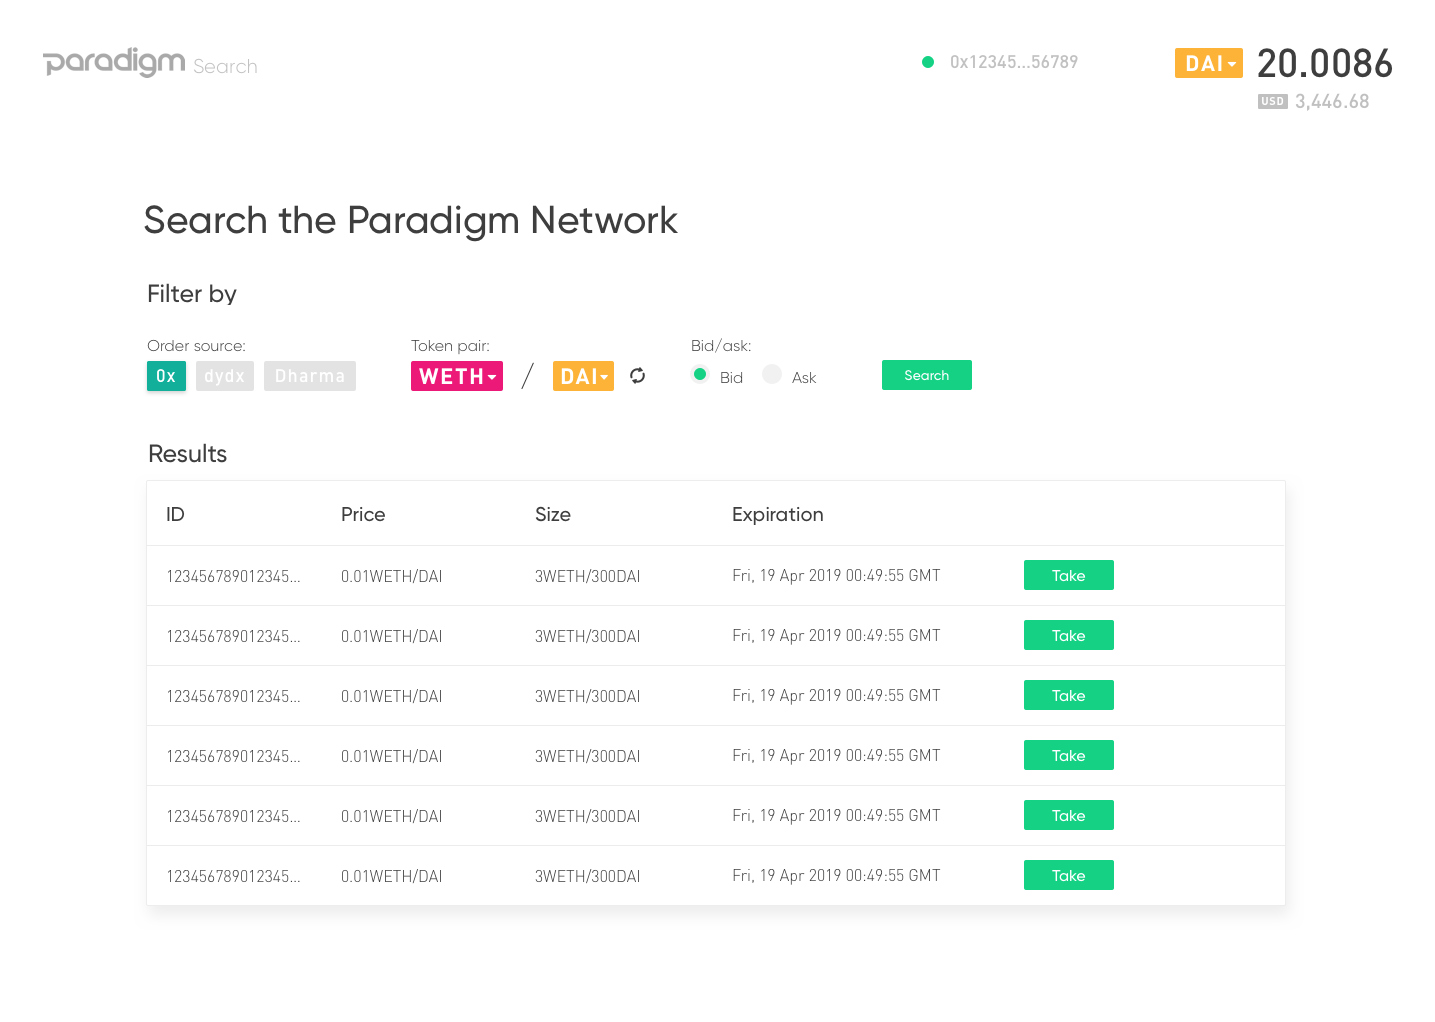 paradigm Search
0x12345...56789
DAI 20.0086
USD 3,446.68
Search the Paradigm Network
Filter by
Order source: Token pair: Bid/ask:
0x dydx Dharma WETH / DAI Bid Ask Search
Results
ID Price Size Expiration
123456789012345... 0.01WETH/DAI 3WETH/300DAI Fri, 19 Apr 2019 00:49:55 GMT Take
123456789012345... 0.01WETH/DAI 3WETH/300DAI Fri, 19 Apr 2019 00:49:55 GMT Take
123456789012345... 0.01WETH/DAI 3WETH/300DAI Fri, 19 Apr 2019 00:49:55 GMT Take
123456789012345... 0.01WETH/DAI 3WETH/300DAI Fri, 19 Apr 2019 00:49:55 GMT Take
123456789012345... 0.01WETH/DAI 3WETH/300DAI Fri, 19 Apr 2019 00:49:55 GMT Take
123456789012345... 0.01WETH/DAI 3WETH/300DAI Fri, 19 Apr 2019 00:49:55 GMT Take